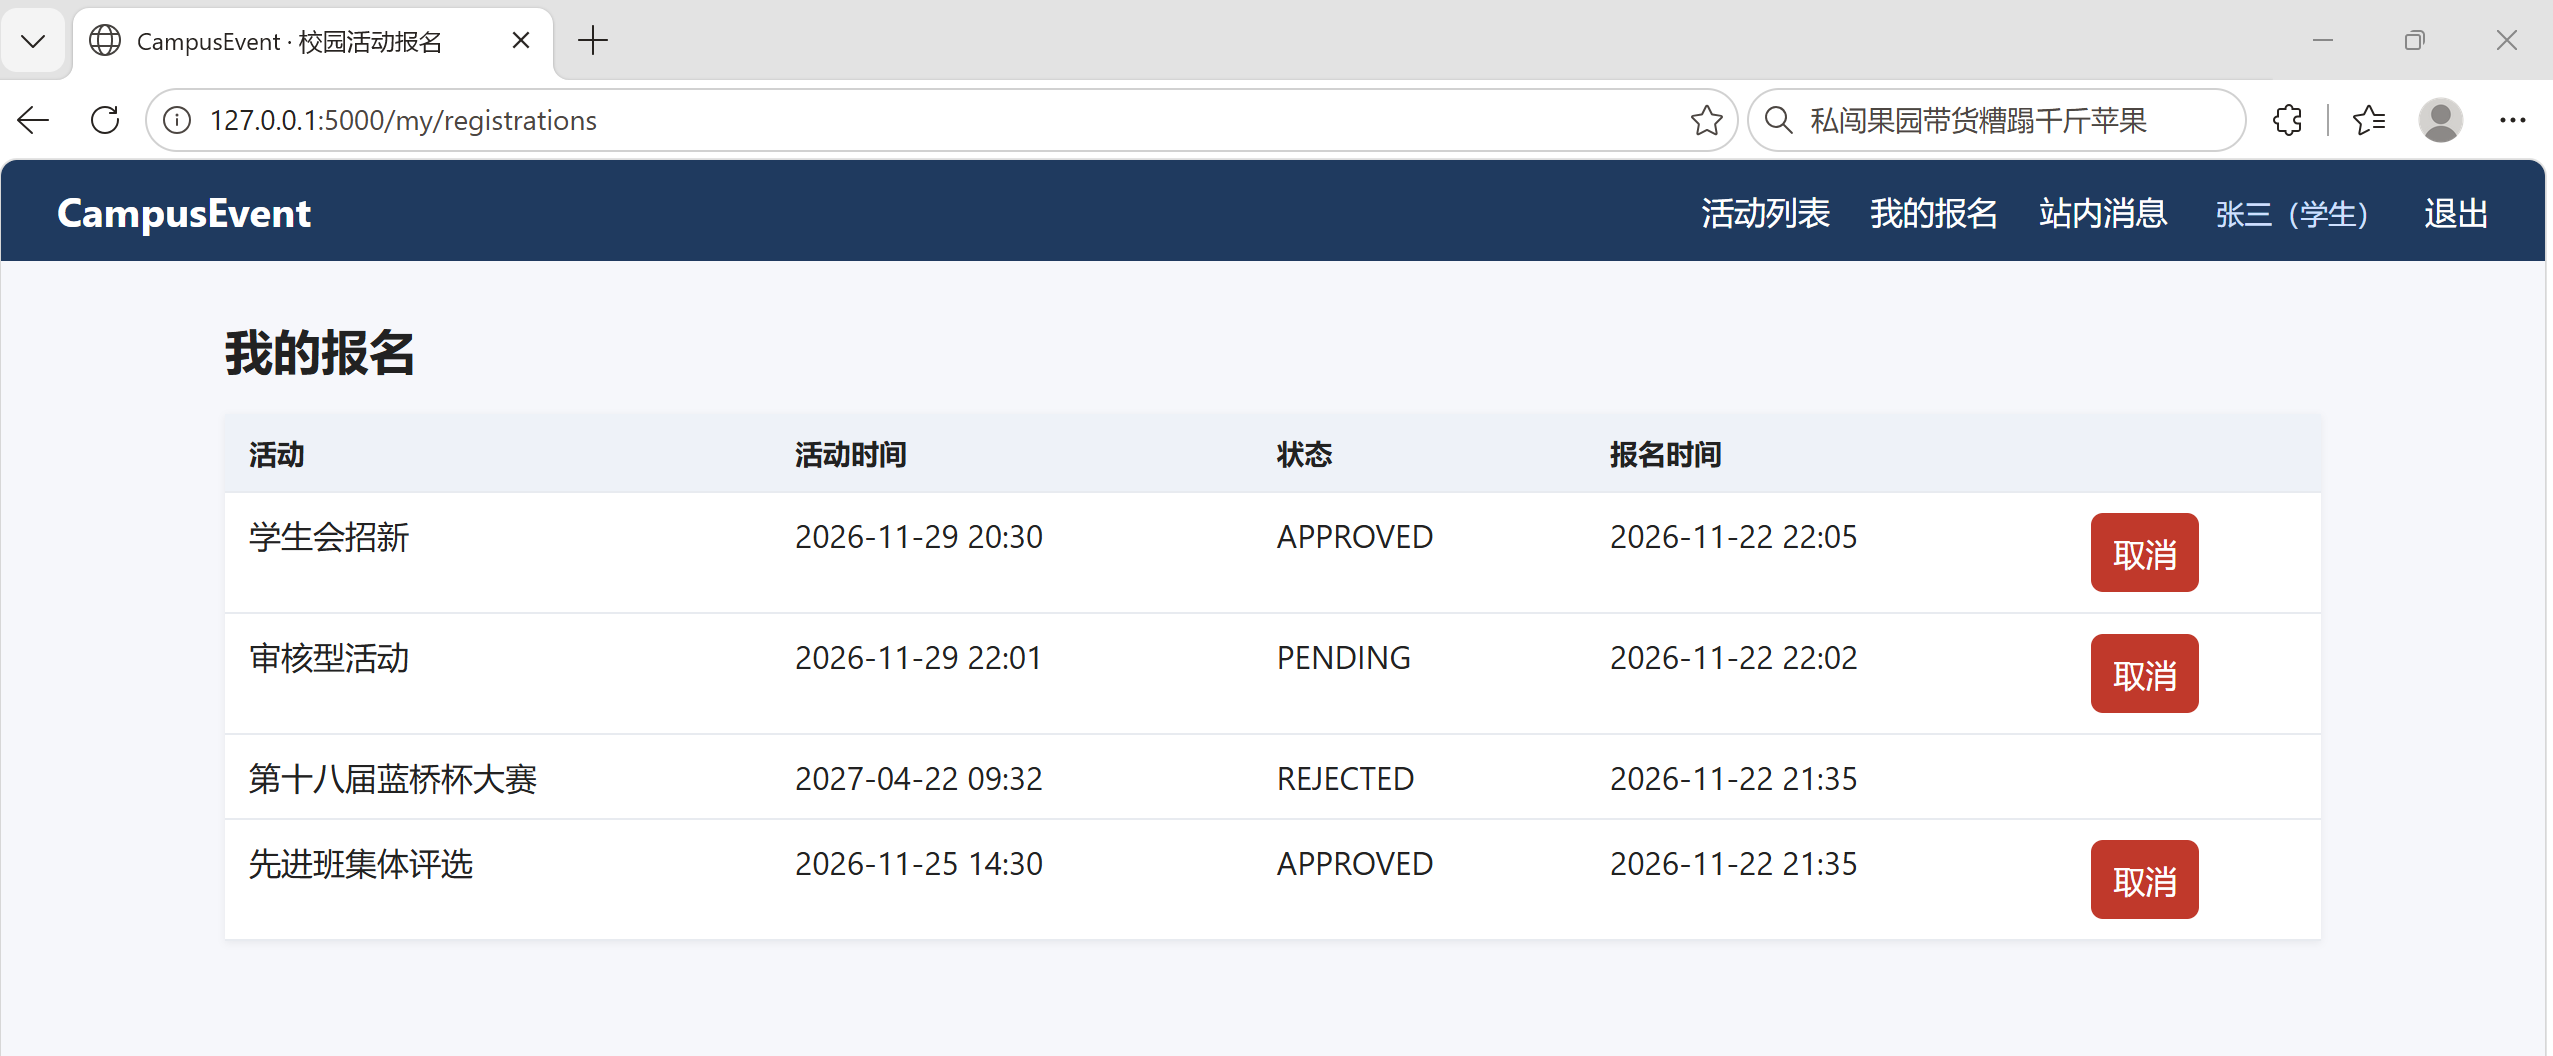 CampusEvent · 校园活动报名
127.0.0.1:5000/my/registrations
私闯果园带货糟蹋千斤苹果
CampusEvent 活动列表 我的报名 站内消息 张三（学生） 退出
我的报名
活动 活动时间 状态 报名时间
学生会招新 2026-11-29 20:30 APPROVED 2026-11-22 22:05 取消
审核型活动 2026-11-29 22:01 PENDING 2026-11-22 22:02 取消
第十八届蓝桥杯大赛 2027-04-22 09:32 REJECTED 2026-11-22 21:35
先进班集体评选 2026-11-25 14:30 APPROVED 2026-11-22 21:35 取消